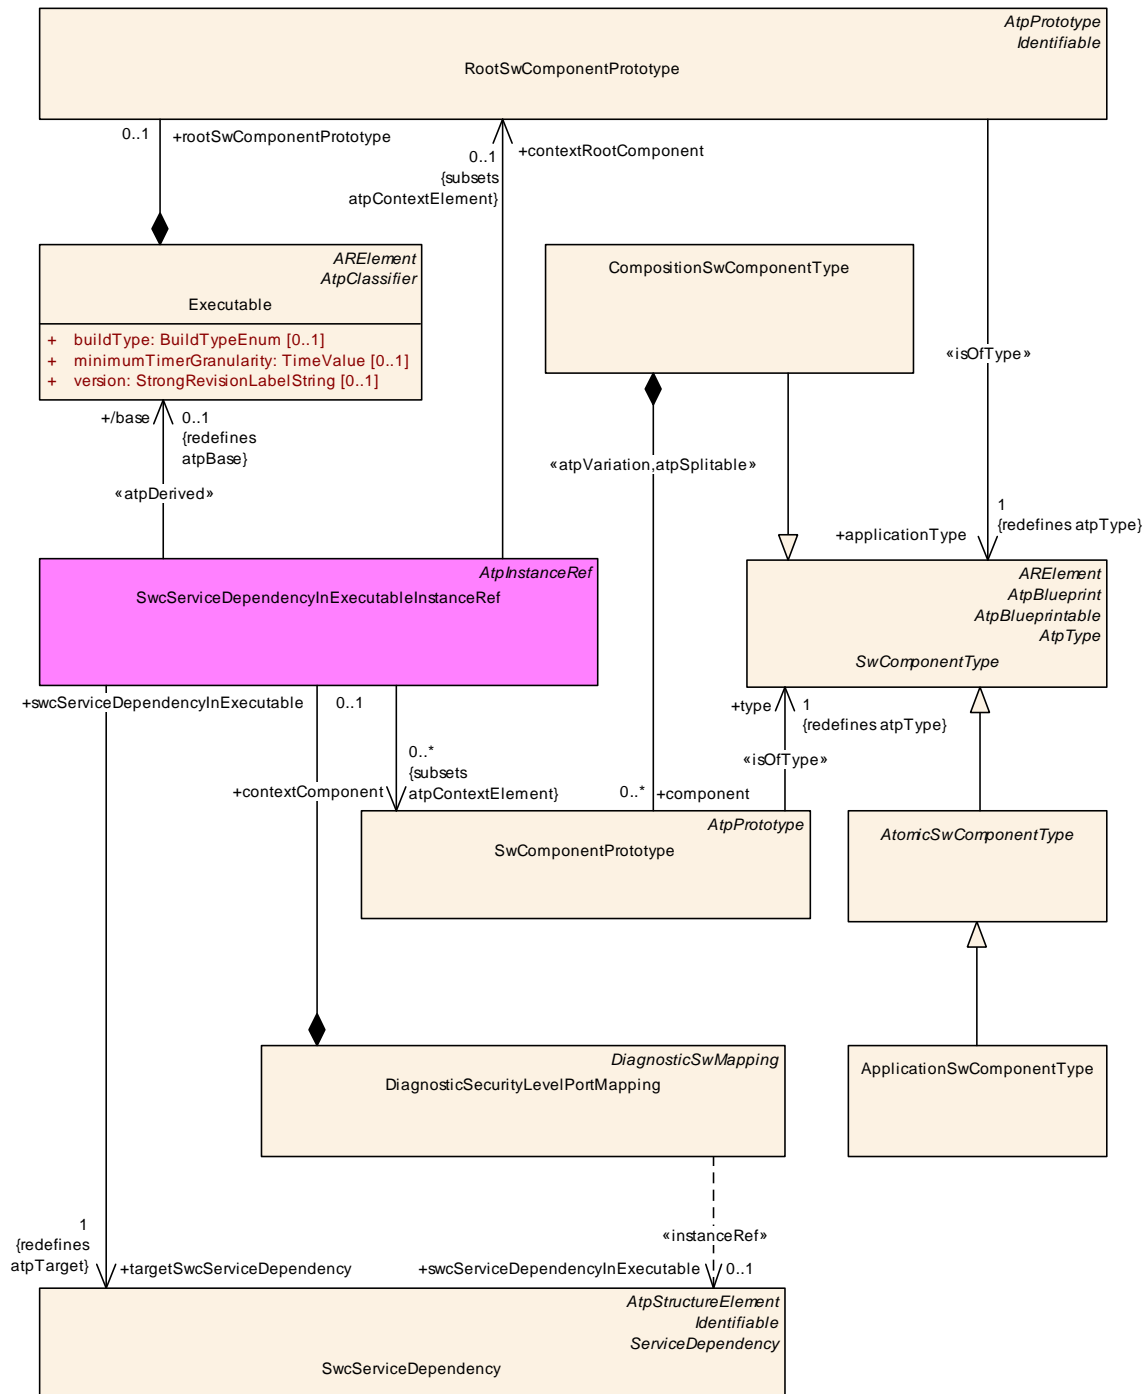 AtpPrototype
Identifiable
RootSwComponentPrototype
0..1
+rootSwComponentPrototype
0..1
{subsets
atpContextElement}
+contextRootComponent
ARElement
AtpClassifier
Executable
+ buildType: BuildTypeEnum [0..1]
+ minimumTimerGranularity: TimeValue [0..1]
+ version: StrongRevisionLabelString [0..1]
CompositionSwComponentType
«isOfType»
+/base
0..1
{redefines
atpBase}
«atpDerived»
«atpVariation,atpSplitable»
+applicationType
1
{redefines atpType}
AtpInstanceRef
SwcServiceDependencyInExecutableInstanceRef
ARElement
AtpBlueprint
AtpBlueprintable
AtpType
SwComponentType
+swcServiceDependencyInExecutable
0..1
+type
1
{redefines atpType}
«isOfType»
0..*
{subsets
atpContextElement}
+contextComponent
0..*
+component
AtpPrototype
SwComponentPrototype
AtomicSwComponentType
DiagnosticSwMapping
DiagnosticSecurityLevelPortMapping
ApplicationSwComponentType
1
{redefines
atpTarget}
+targetSwcServiceDependency
«instanceRef»
+swcServiceDependencyInExecutable
0..1
AtpStructureElement
Identifiable
ServiceDependency
SwcServiceDependency